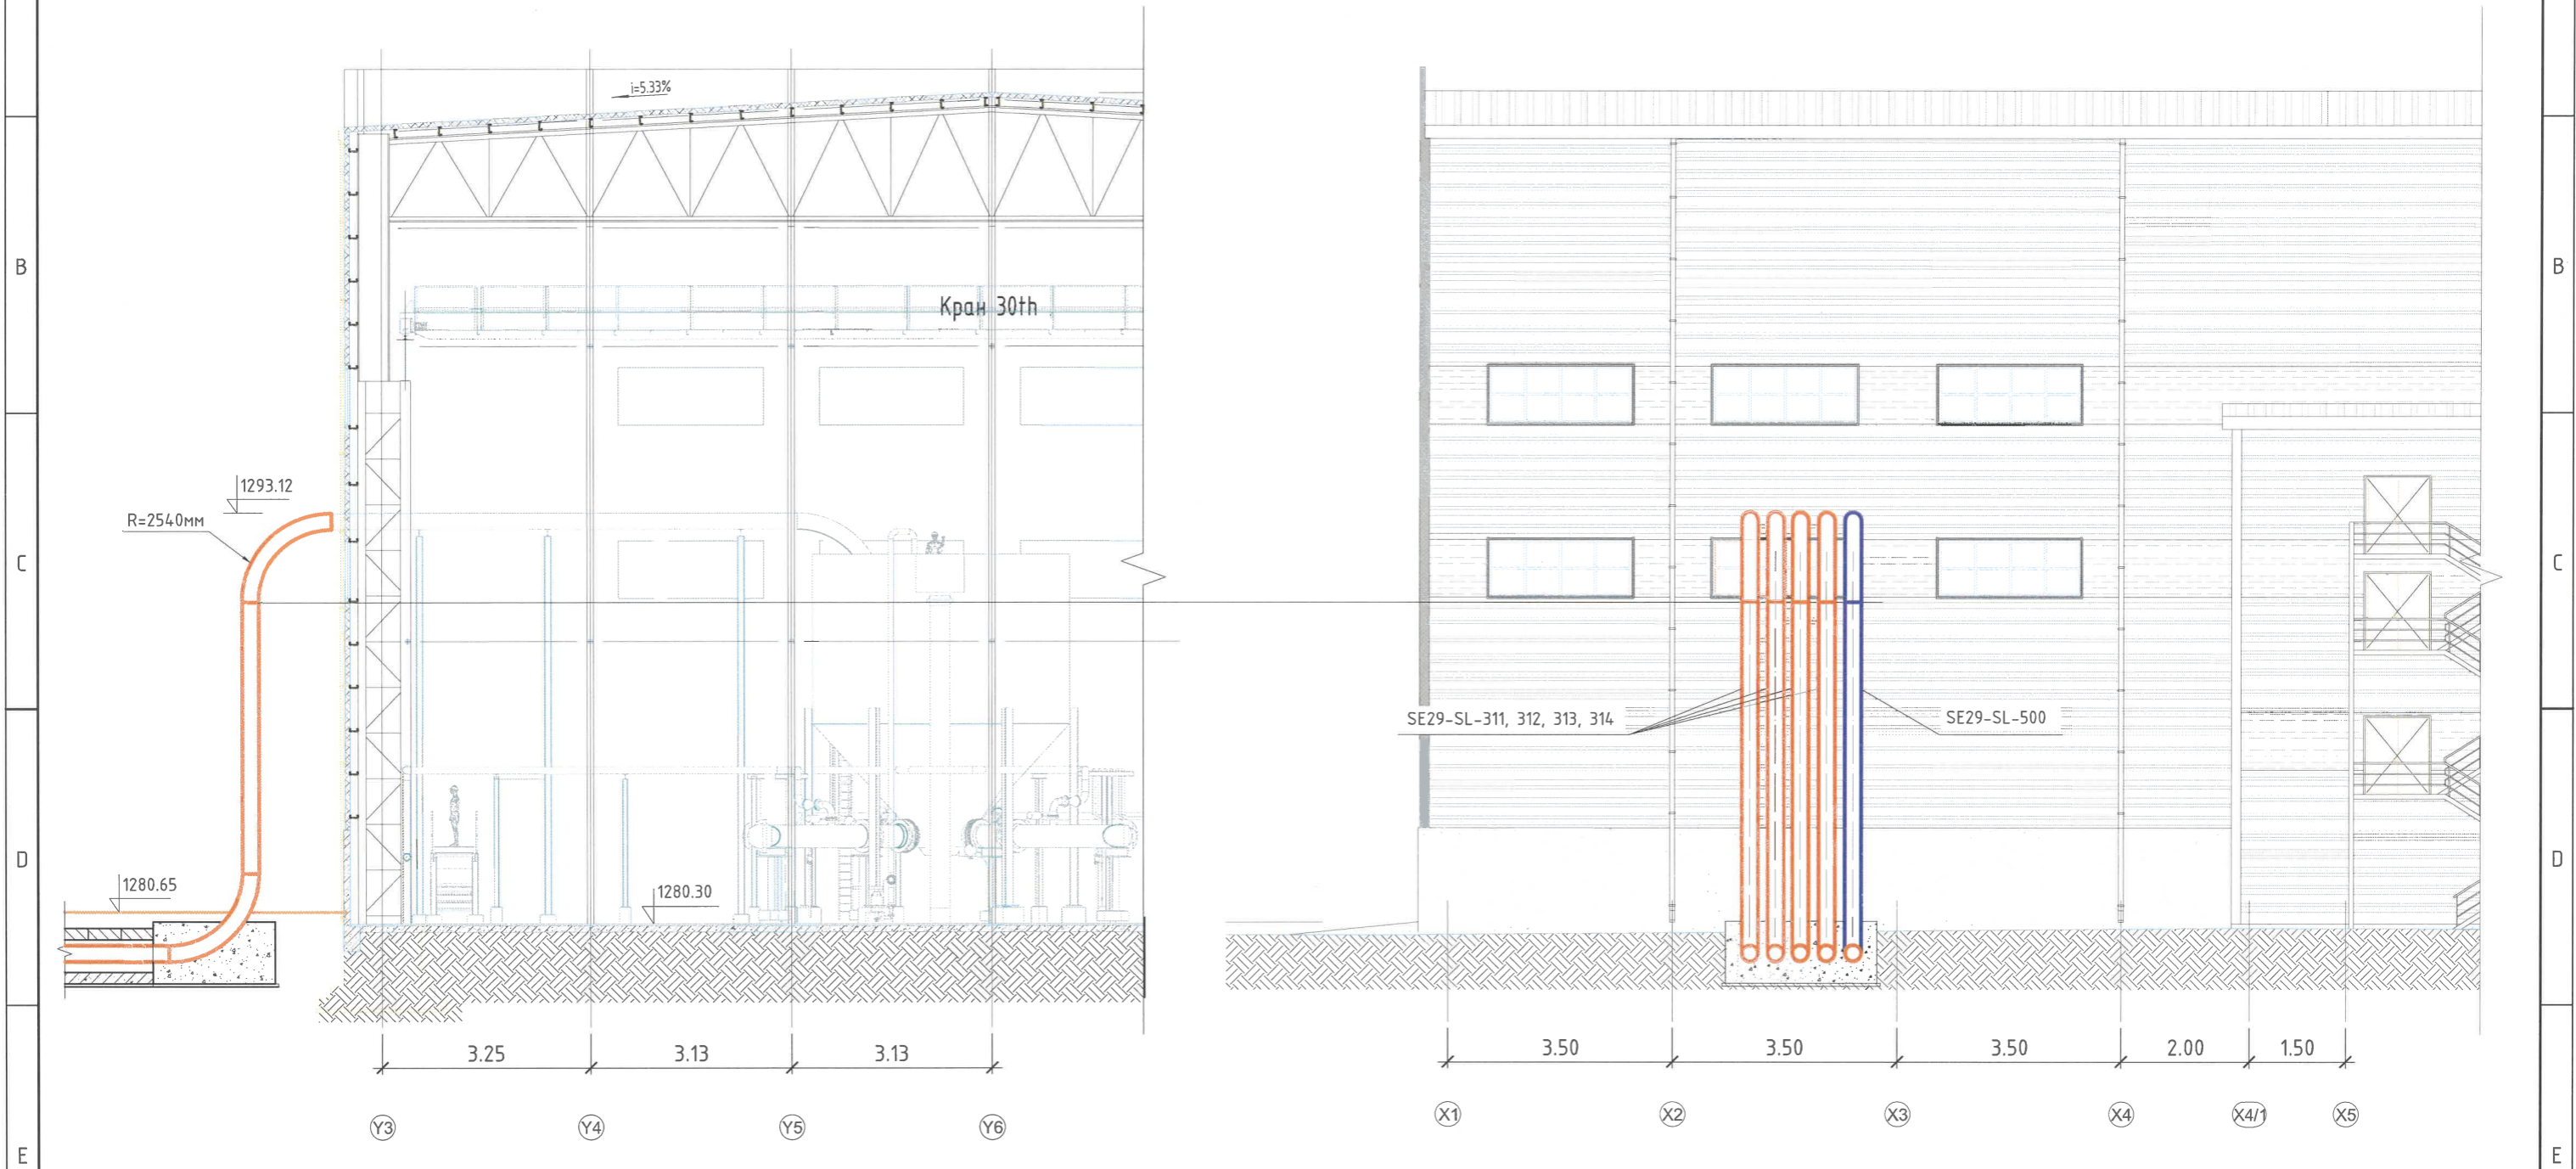 i=5.33%
B
B
Кран 30th
1293.12
R=2540мм
C
C
SE29-SL-311, 312, 313, 314
SE29-SL-500
D
D
1280.65
1280.30
3.25
3.13
3.13
3.50
3.50
3.50
2.00
1.50
Y3
Y4
Y5
Y6
X1
X2
X3
X4
X4/1
X5
E
E